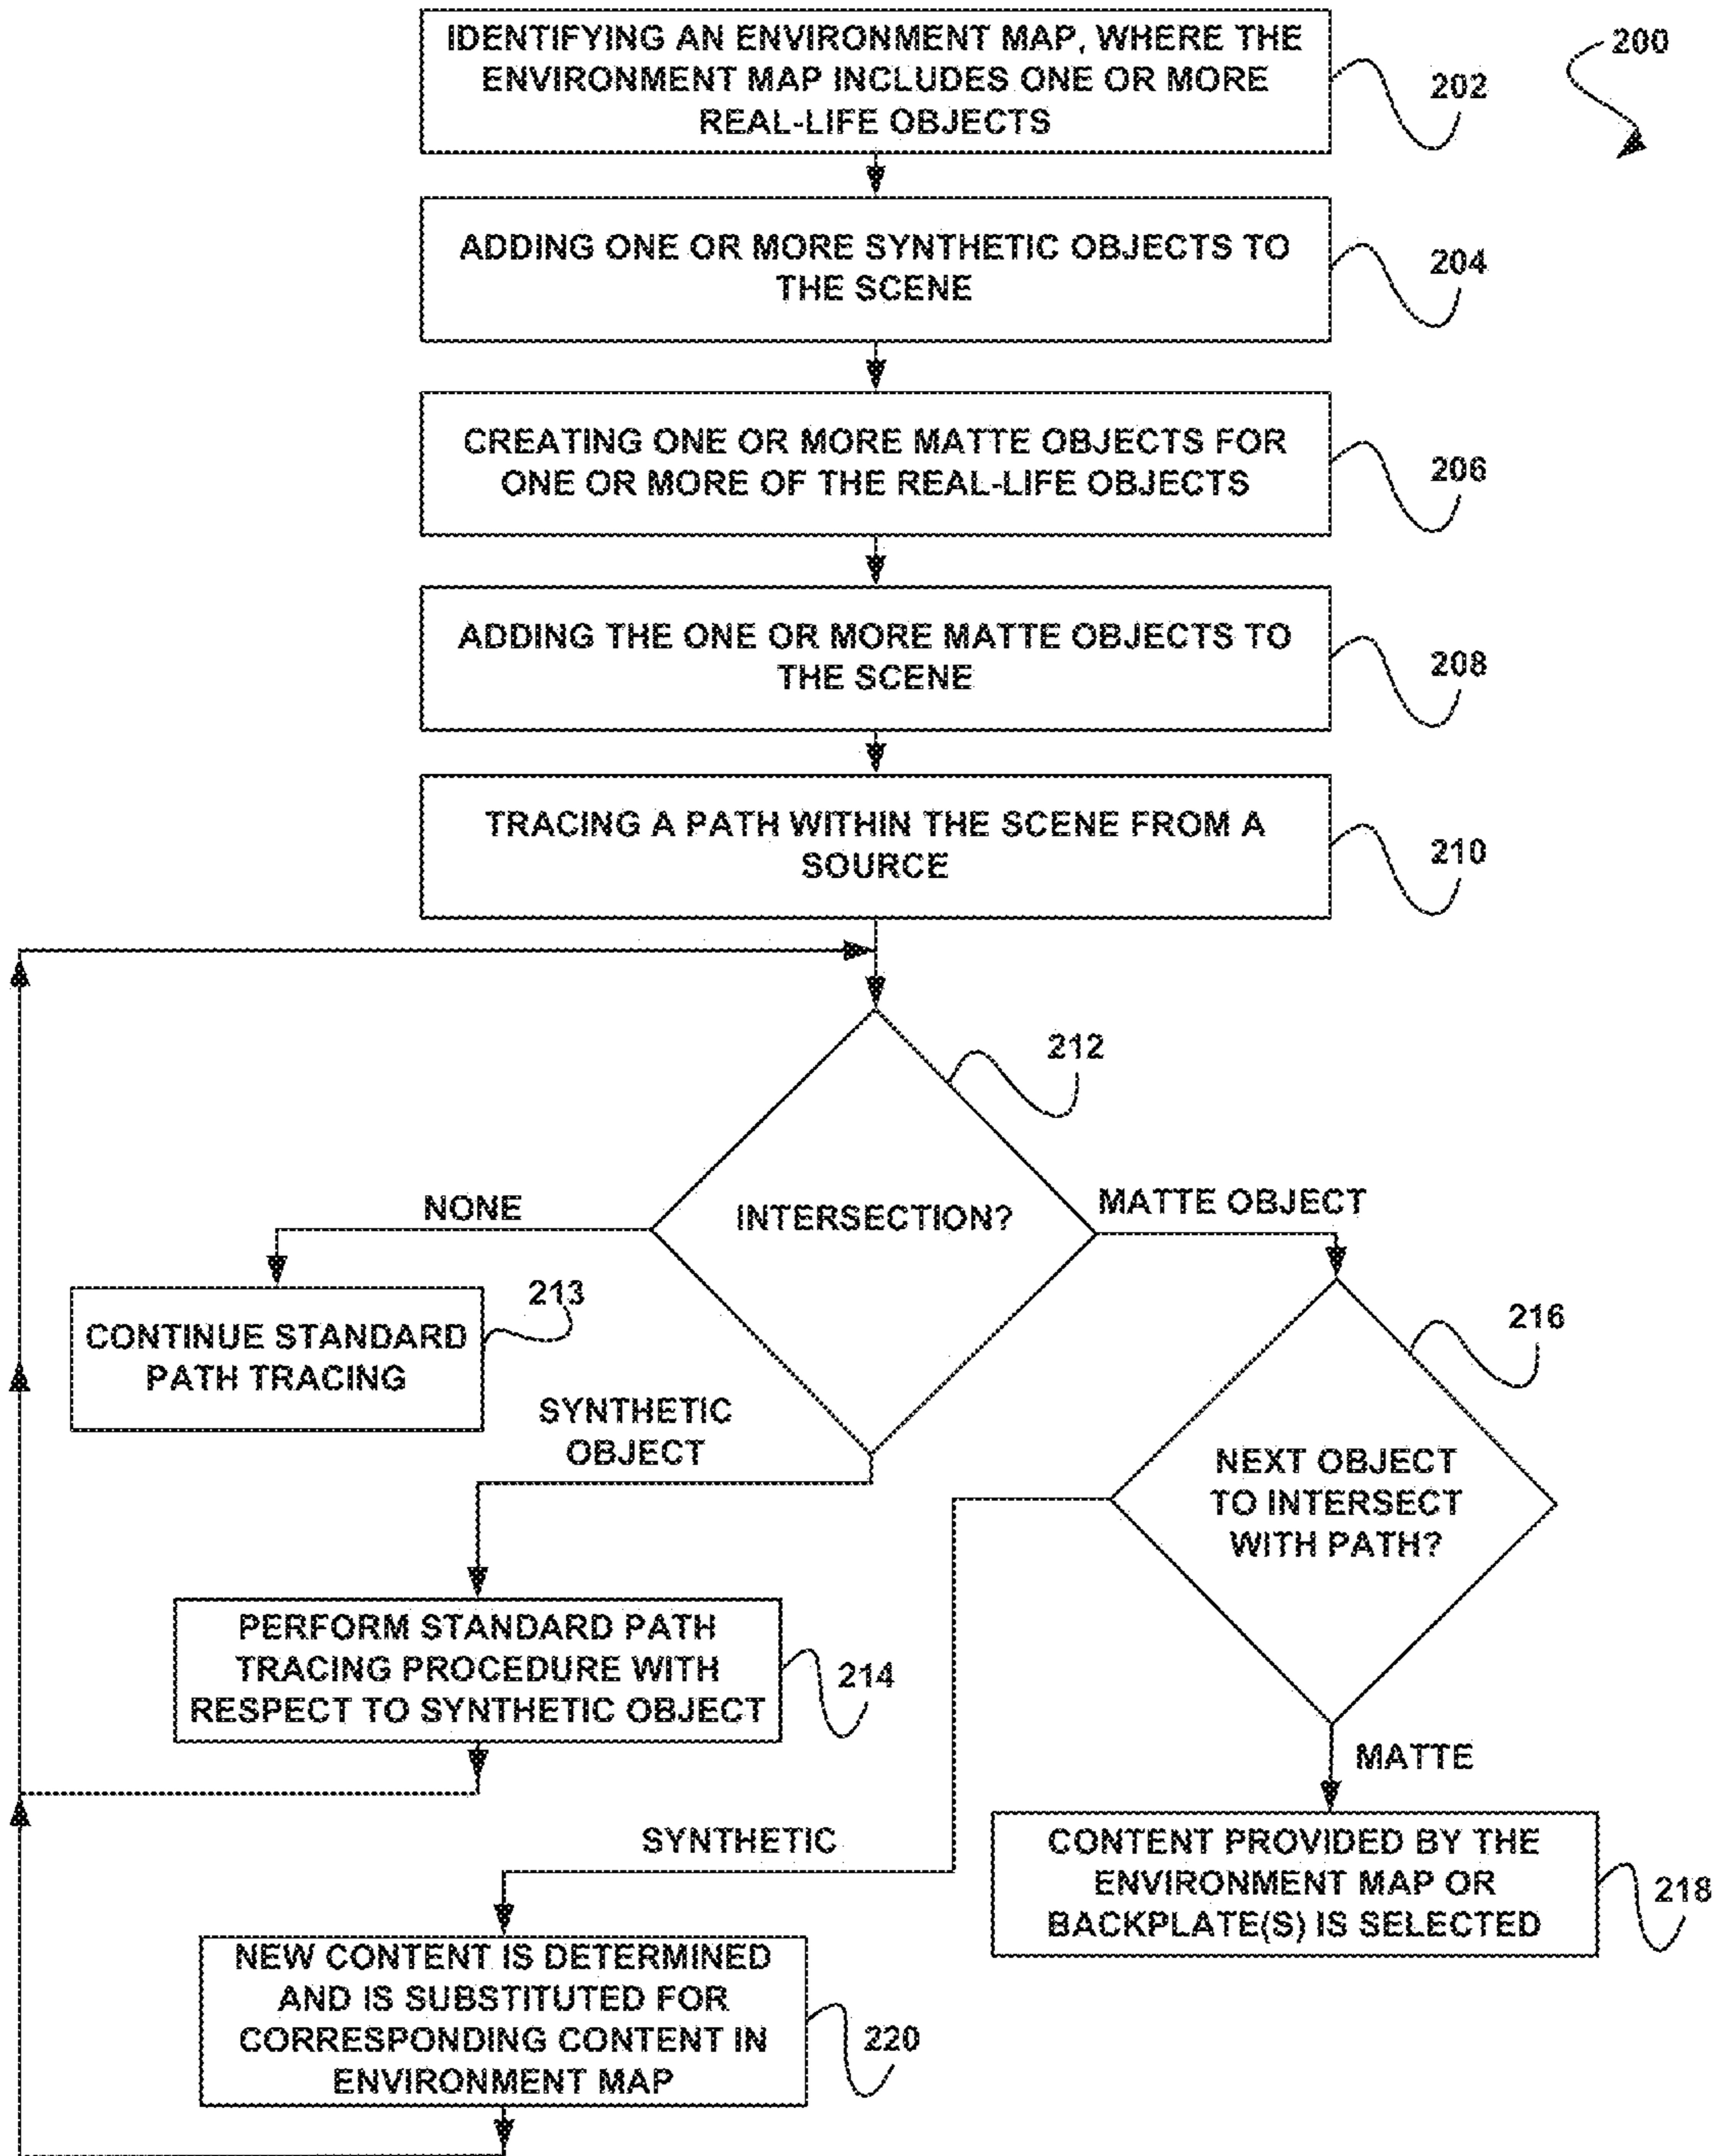 IDENTIFYING AN ENVIRONMENT MAP, WHERE THE
ENVIRONMENT MAP INCLUDES ONE OR MORE
REAL-LIFE OBJECTS
202
200
ADDING ONE OR MORE SYNTHETIC OBJECTS TO
THE SCENE
204
CREATING ONE OR MORE MATTE OBJECTS FOR
ONE OR MORE OF THE REAL-LIFE OBJECTS
206
ADDING THE ONE OR MORE MATTE OBJECTS TO
THE SCENE
208
TRACING A PATH WITHIN THE SCENE FROM A
SOURCE
210
212
INTERSECTION?
NONE
MATTE OBJECT
213
CONTINUE STANDARD
PATH TRACING
216
SYNTHETIC
OBJECT
NEXT OBJECT
TO INTERSECT
WITH PATH?
PERFORM STANDARD PATH
TRACING PROCEDURE WITH
RESPECT TO SYNTHETIC OBJECT
214
MATTE
SYNTHETIC
CONTENT PROVIDED BY THE
ENVIRONMENT MAP OR
BACKPLATE(S) IS SELECTED
218
NEW CONTENT IS DETERMINED
AND IS SUBSTITUTED FOR
CORRESPONDING CONTENT IN
ENVIRONMENT MAP
220